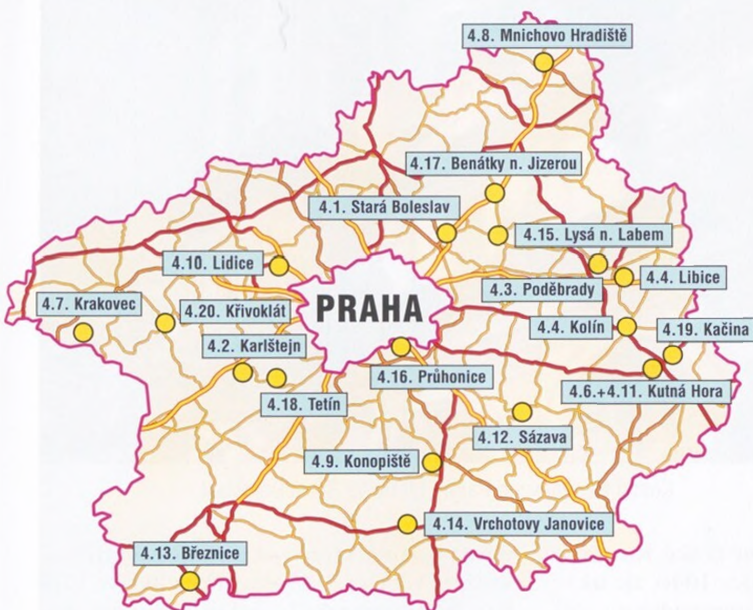 4.8. Mnichovo Hradiště
4.17. Benátky n. Jizerou
4.1. Stará Boleslav
4.15. Lysá n. Labem
4.10. Lidice
4.4. Libice
4.3. Poděbrady
4.7. Krakovec
4.20. Křivoklát
PRAHA
4.4. Kolín
4.19. Kačina
4.2. Karlštejn
4.16. Průhonice
4.6.+4.11. Kutná Hora
4.18. Tetín
4.12. Sázava
4.9. Konopiště
4.14. Vrchotovy Janovice
4.13. Březnice